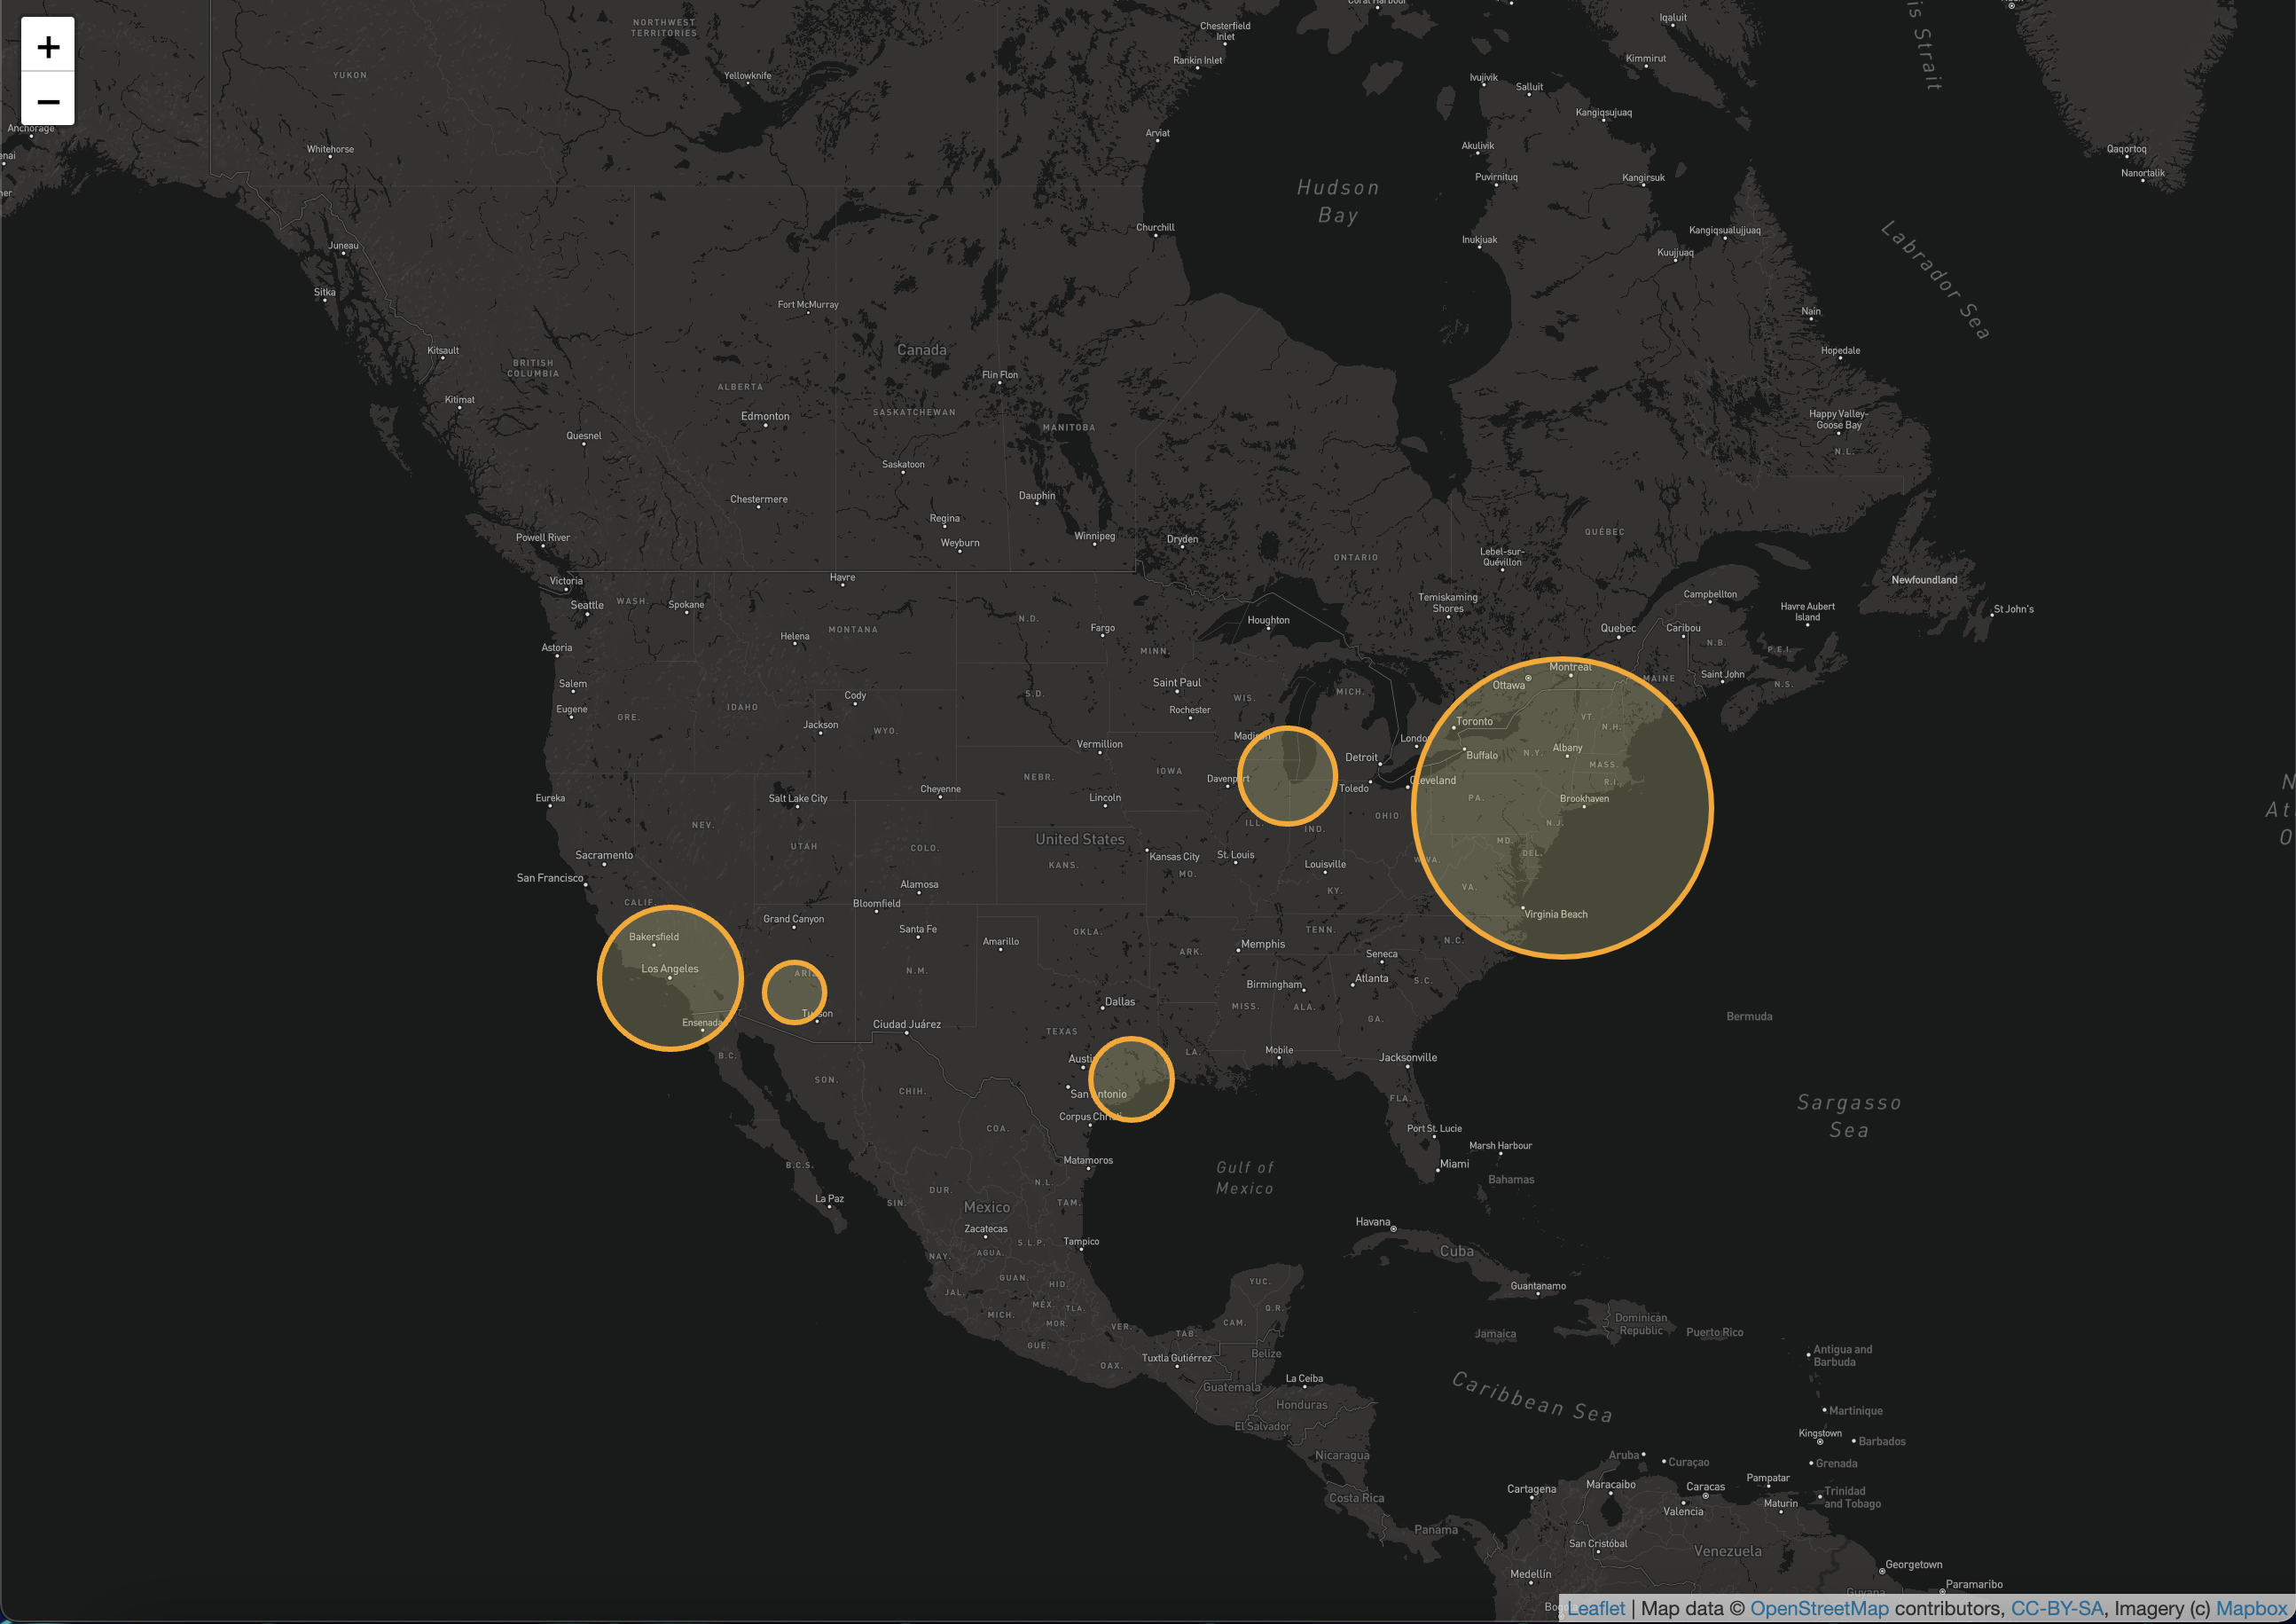 +
−
NORTHWEST
TERRITORIES
YUKON
Yellowknife
Anchorage
Whitehorse
Juneau
Sitka
Kitsault
Kitimat
BRITISH
COLUMBIA
Quesnel
Fort McMurray
Canada
ALBERTA
Edmonton
SASKATCHEWAN
Flin Flon
MANITOBA
Saskatoon
Chestermere
Dauphin
Regina
Weyburn
Winnipeg
Dryden
Coral Harbour
Chesterfield
Inlet
Rankin Inlet
Arviat
Churchill
Hudson
Bay
Iqaluit
Kimmirut
Ivujivik
Salluit
Kangiqsujuaq
Akulivik
Puvirnituq
Kangirsuk
Inukjuak
Kangiqsualujjuaq
Kuujjuaq
is Strait
Qaqortoq
Nanortalik
Labrador Sea
Nain
Hopedale
Happy Valley-
Goose Bay
N.L.
QUÉBEC
ONTARIO
Lebel-sur-
Quévillon
Temiskaming
Shores
Newfoundland
St John's
Campbellton
Havre Aubert
Island
Quebec
Caribou
N.B.
P.E.I.
Saint John
N.S.
MAINE
Montreal
Ottawa
Powell River
Victoria
Seattle
WASH.
Spokane
Havre
Helena
MONTANA
N.D.
Fargo
Houghton
MINN.
Astoria
Salem
Eugene
ORE.
IDAHO
Cody
Jackson
WYO.
S.D.
Saint Paul
Rochester
WIS.
MICH.
Madison
Vermillion
IOWA
Davenport
Detroit
London
Toronto
Buffalo
VT.
N.H.
N.Y.
Albany
MASS.
R.I.
Cleveland
Toledo
PA.
Brookhaven
N.J.
NEBR.
Cheyenne
Lincoln
Eureka
Salt Lake City
NEV.
UTAH
COLO.
United States
KANS.
Kansas City
St. Louis
MO.
ILL.
IND.
OHIO
Louisville
KY.
W.VA.
MD.
DEL.
VA.
Virginia Beach
Sacramento
San Francisco
CALIF.
Alamosa
Bloomfield
Grand Canyon
Santa Fe
Amarillo
OKLA.
ARK.
Memphis
TENN.
N.C.
Seneca
Bakersfield
Los Angeles
Ensenada
ARIZ.
Tucson
N.M.
Birmingham
Atlanta
S.C.
MISS.
ALA.
GA.
Dallas
Ciudad Juárez
TEXAS
Austin
San Antonio
Corpus Christi
LA.
Mobile
Jacksonville
FLA.
Bermuda
Sargasso
Sea
B.C.
SON.
CHIH.
COA.
B.C.S.
La Paz
SIN.
DUR.
N.L.
Matamoros
TAM.
Mexico
Zacatecas
S.L.P.
Tampico
NAY.
AGUA.
GUAN.
HID.
JAL.
MICH.
MÉX.
TLA.
MOR.
VER.
GUE.
OAX.
Gulf of
Mexico
Port St. Lucie
Miami
Marsh Harbour
Bahamas
Havana
Cuba
Guantanamo
Jamaica
Dominican
Republic
Puerto Rico
YUC.
Q.R.
CAM.
TAB.
Tuxtla Gutiérrez
Belize
Guatemala
La Ceiba
Honduras
El Salvador
Nicaragua
Costa Rica
Panama
Caribbean Sea
Antigua and
Barbuda
Martinique
Kingstown
Barbados
Grenada
Aruba
Curaçao
Pampatar
Trinidad
and Tobago
Cartagena
Maracaibo
Caracas
Valencia
Maturin
San Cristóbal
Venezuela
Medellín
Georgetown
Paramaribo
Guyana
Leaflet | Map data © OpenStreetMap contributors, CC-BY-SA, Imagery (c) Mapbox